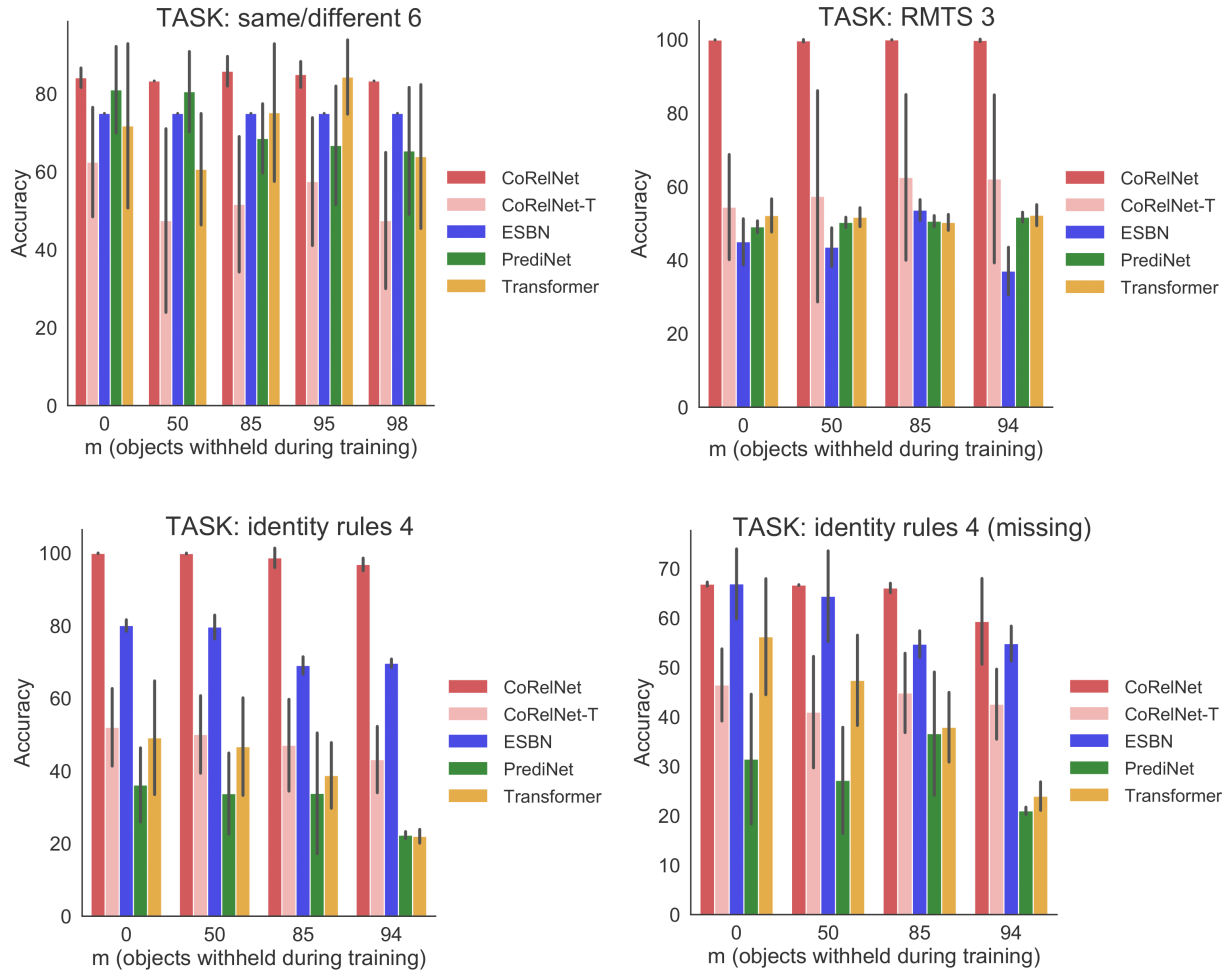 TASK: same/different 6
Accuracy
80
60
40
20
0
0 50 85 95 98
m (objects withheld during training)
CoRelNet
CoRelNet-T
ESBN
PrediNet
Transformer
TASK: RMTS 3
Accuracy
100
80
60
40
20
0
0 50 85 94
m (objects withheld during training)
CoRelNet
CoRelNet-T
ESBN
PrediNet
Transformer
TASK: identity rules 4
Accuracy
100
80
60
40
20
0
0 50 85 94
m (objects withheld during training)
CoRelNet
CoRelNet-T
ESBN
PrediNet
Transformer
TASK: identity rules 4 (missing)
Accuracy
70
60
50
40
30
20
10
0
0 50 85 94
m (objects withheld during training)
CoRelNet
CoRelNet-T
ESBN
PrediNet
Transformer